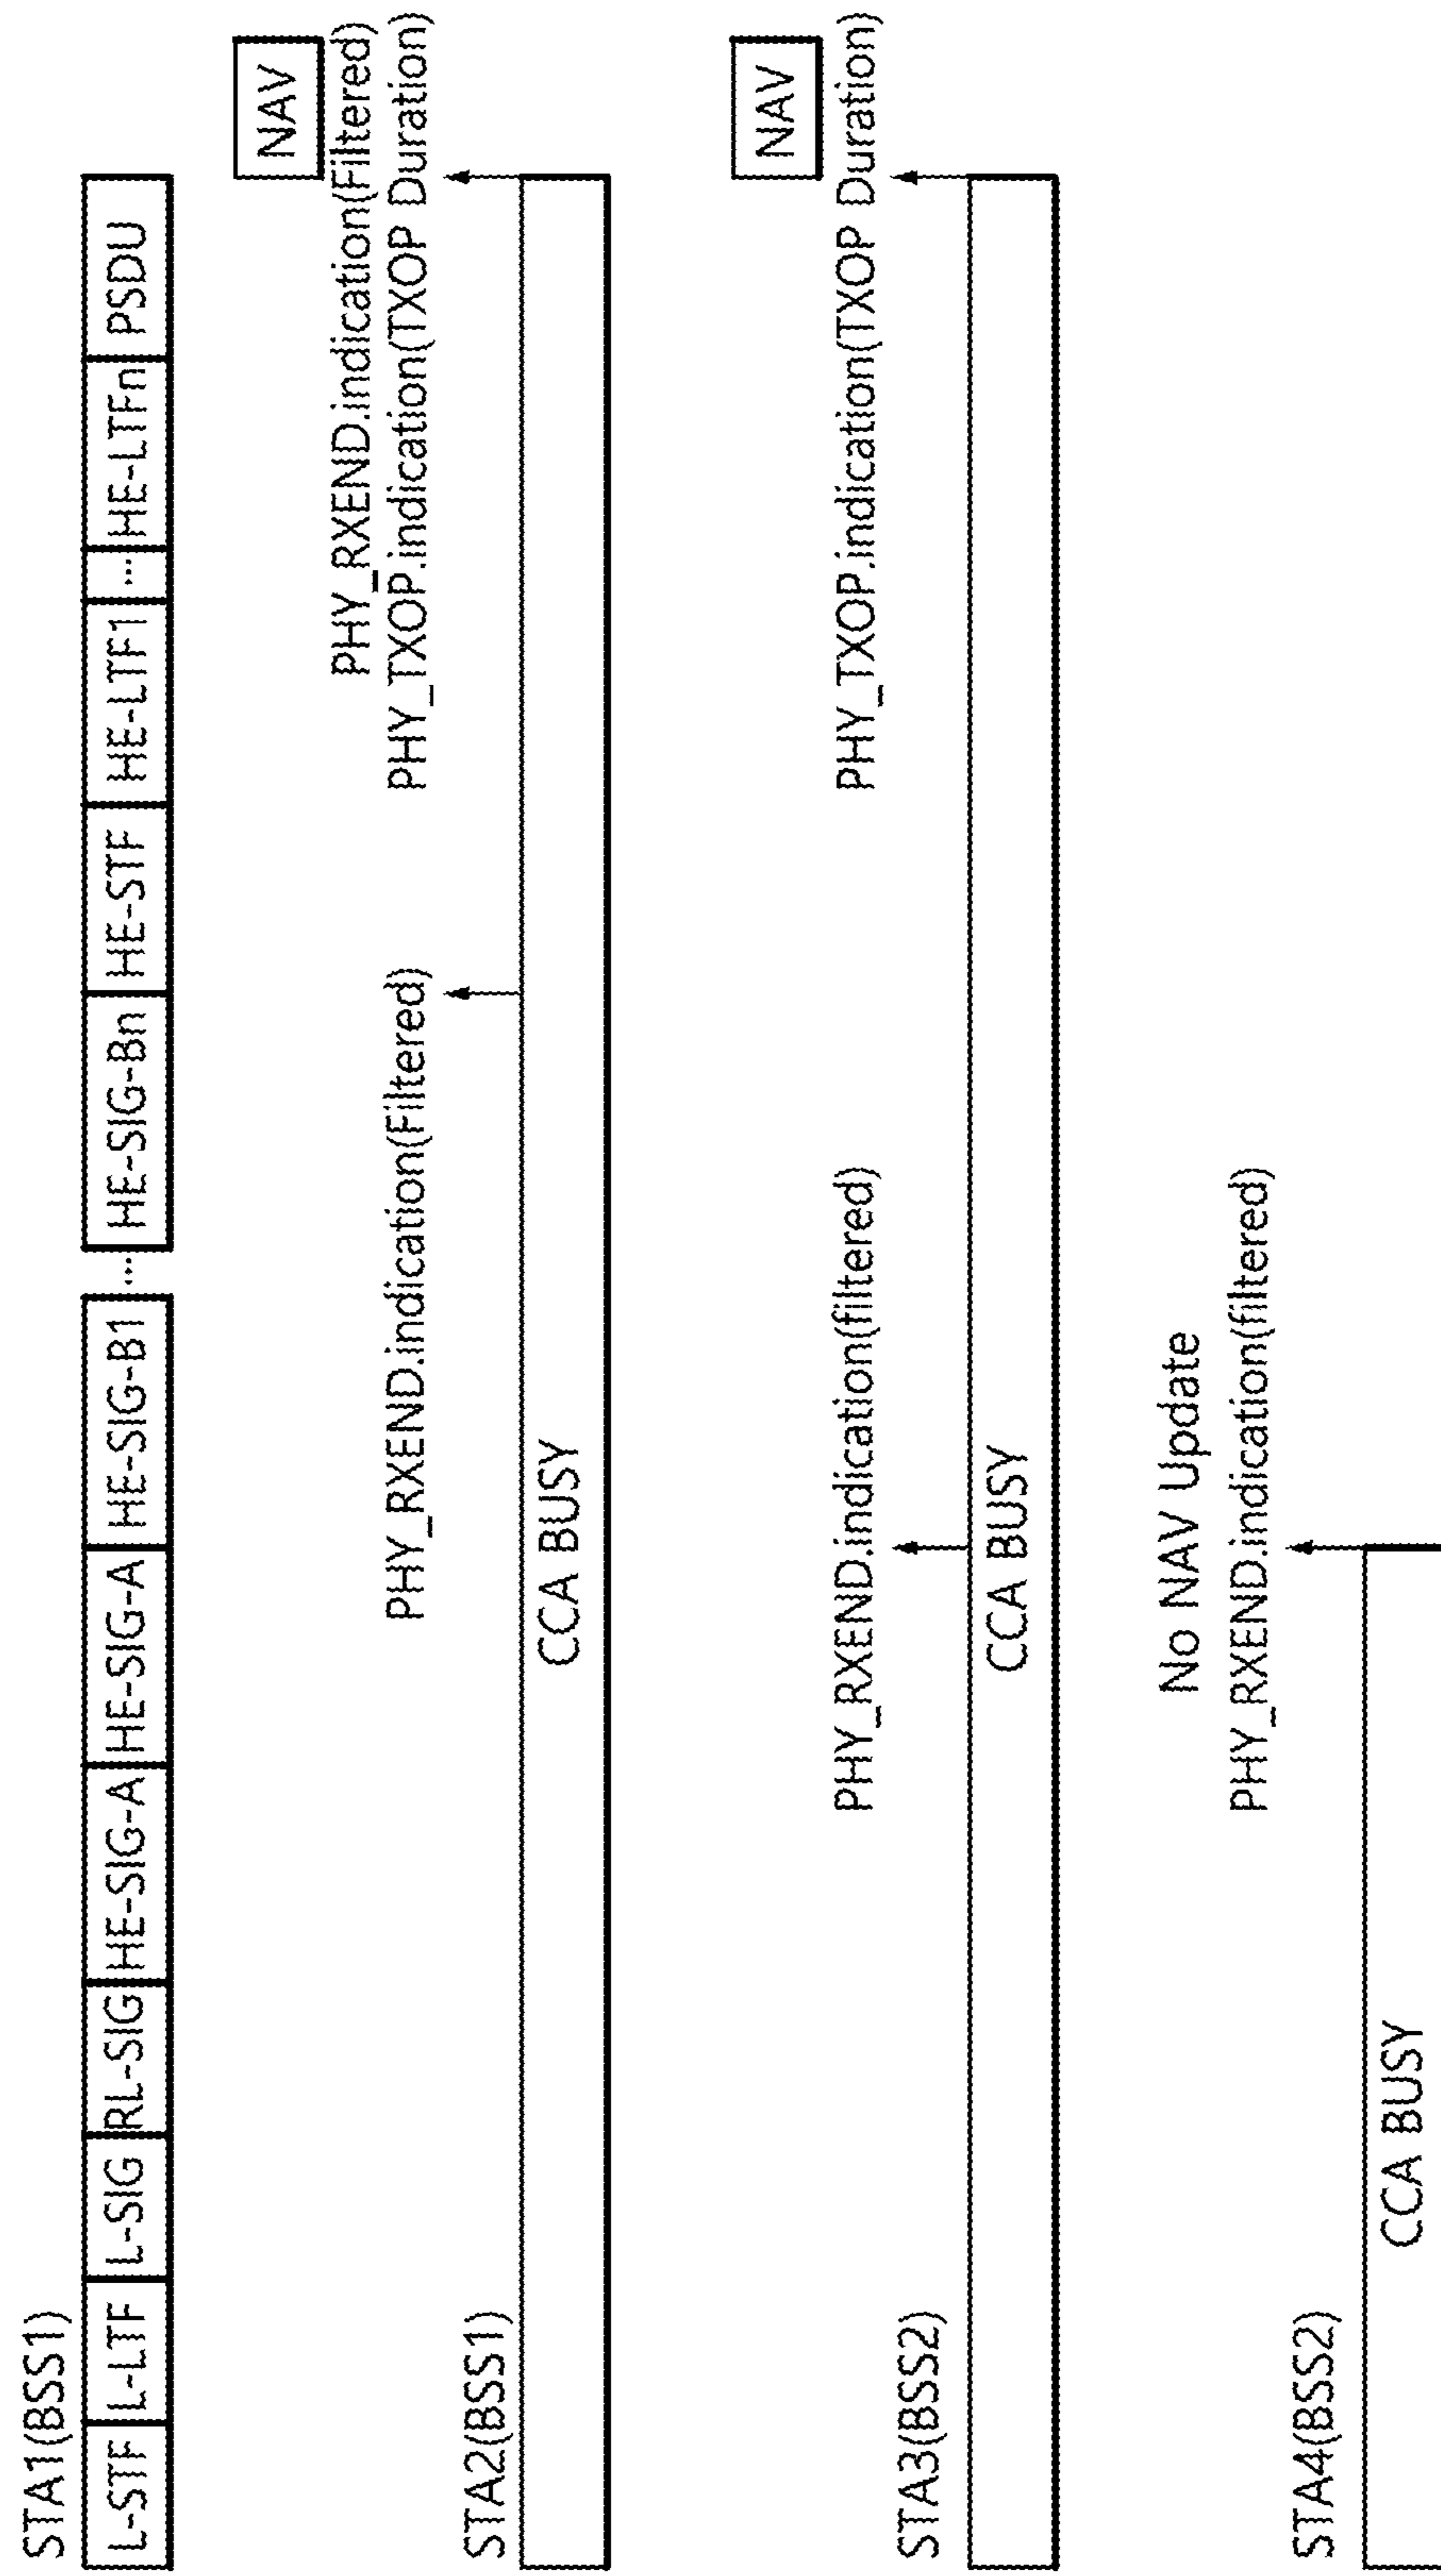 STA1(BSS1)
L-STF L-LTF L-SIG RL-SIG HE-SIG-A HE-SIG-A HE-SIG-B1 ... HE-SIG-Bn HE-STF HE-LTF1 ... HE-LTFn PSDU
NAV
PHY_RXEND.indication(Filtered)
PHY_RXEND.indication(Filtered) PHY_TXOP.indication(TXOP Duration)
STA2(BSS1)
CCA BUSY
NAV
PHY_RXEND.indication(filtered) PHY_TXOP.indication(TXOP Duration)
STA3(BSS2)
CCA BUSY
No NAV Update
PHY_RXEND.indication(filtered)
STA4(BSS2)
CCA BUSY